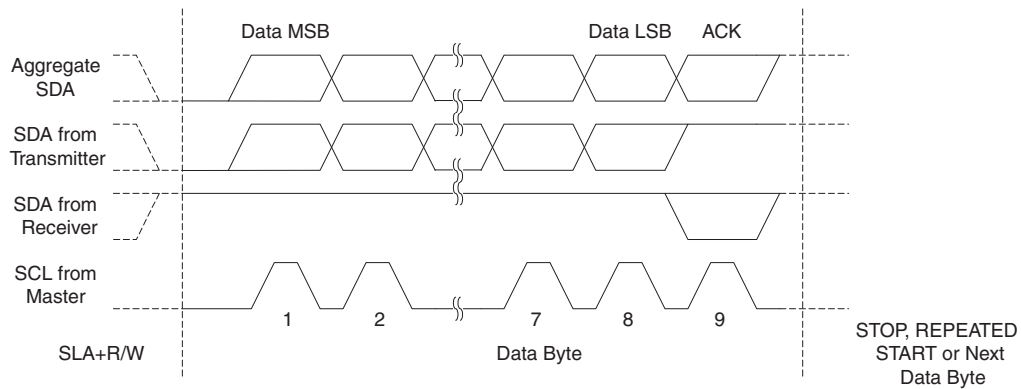 Data MSB
Data LSB
ACK
Aggregate
SDA
SDA from
Transmitter
SDA from
Receiver
SCL from
Master
1
2
7
8
9
SLA+R/W
Data Byte
STOP, REPEATED
START or Next
Data Byte